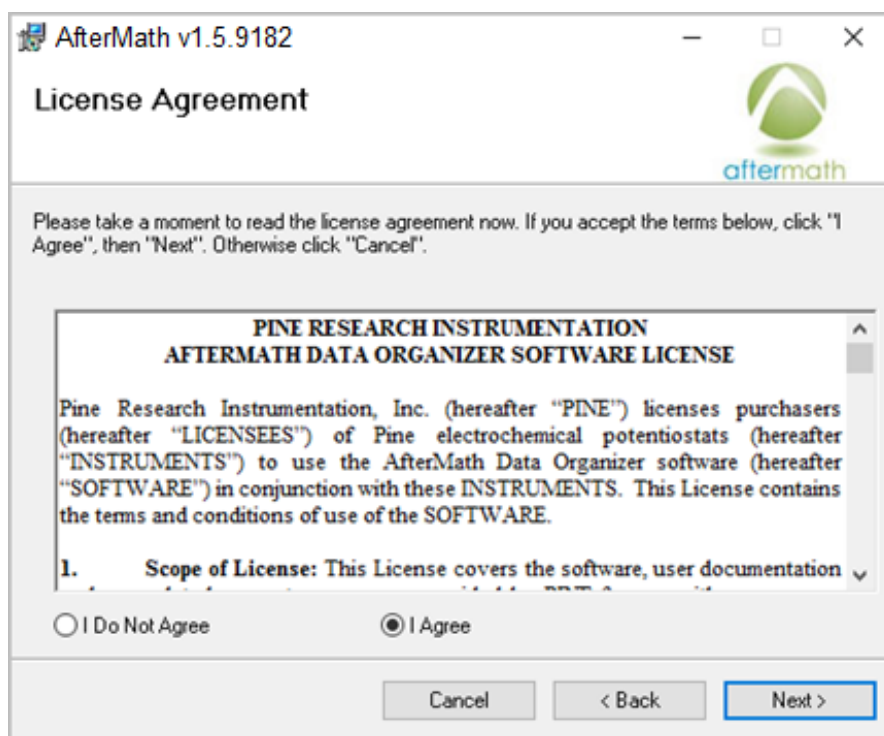 AfterMath v1.5.9182
License Agreement
aftermath
Please take a moment to read the license agreement now. If you accept the terms below, click "I
Agree", then "Next". Otherwise click "Cancel".
PINE RESEARCH INSTRUMENTATION
AFTERMATH DATA ORGANIZER SOFTWARE LICENSE
Pine Research Instrumentation, Inc. (hereafter “PINE”) licenses purchasers
(hereafter “LICENSEES”) of Pine electrochemical potentiostats (hereafter
“INSTRUMENTS”) to use the AfterMath Data Organizer software (hereafter
“SOFTWARE”) in conjunction with these INSTRUMENTS. This License contains
the terms and conditions of use of the SOFTWARE.
1. Scope of License: This License covers the software, user documentation
I Do Not Agree
I Agree
Cancel
< Back
Next >